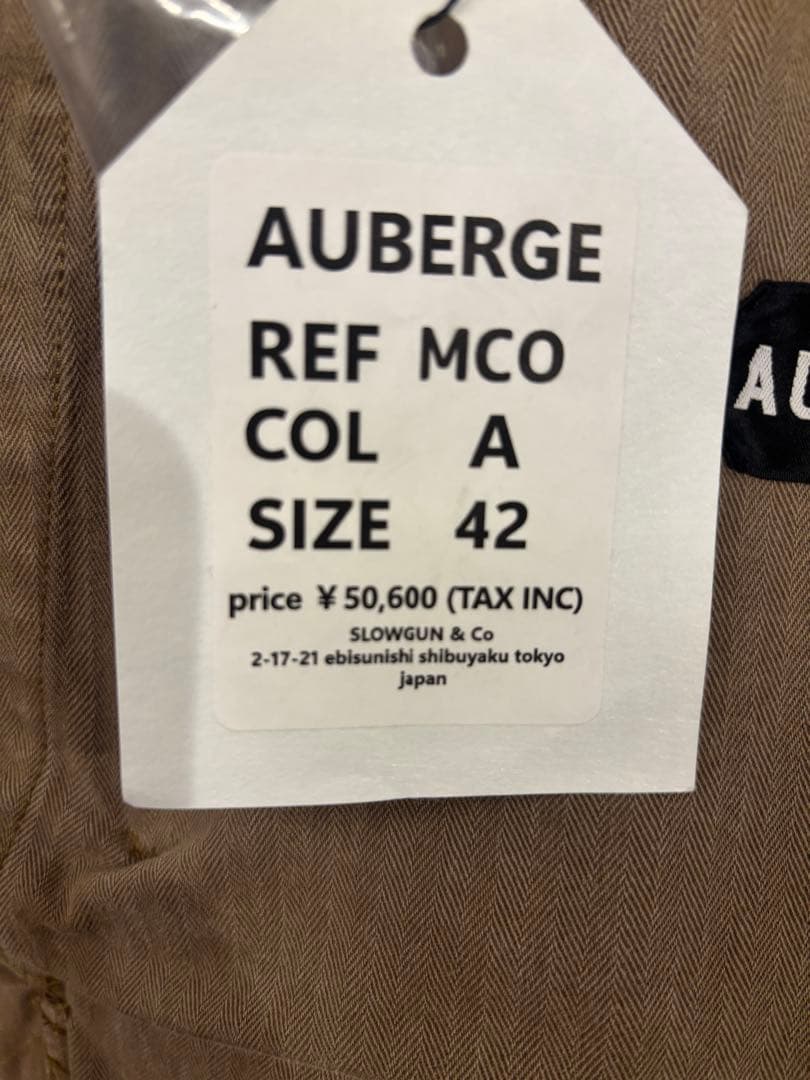 AUBERGE
REF MCO
COL A
SIZE 42
price ¥50,600 (TAX INC)
SLOWGUN & Co
2-17-21 ebisunishi shibuyaku tokyo
japan
AU